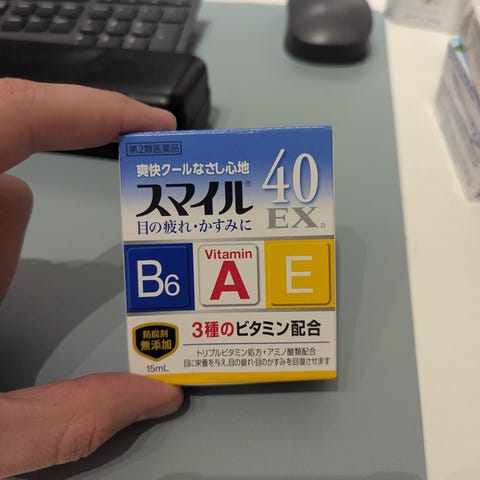 第2類医薬品
爽快クールなさし心地
スマイル® 40
EXa
目の疲れ・かすみに
B6
Vitamin
A
E
3種のビタミン配合
防腐剤
無添加
トリプルビタミン処方+アミノ酸類配合
目に栄養を与え、目の疲れ・目のかすみを回復させます
15mL